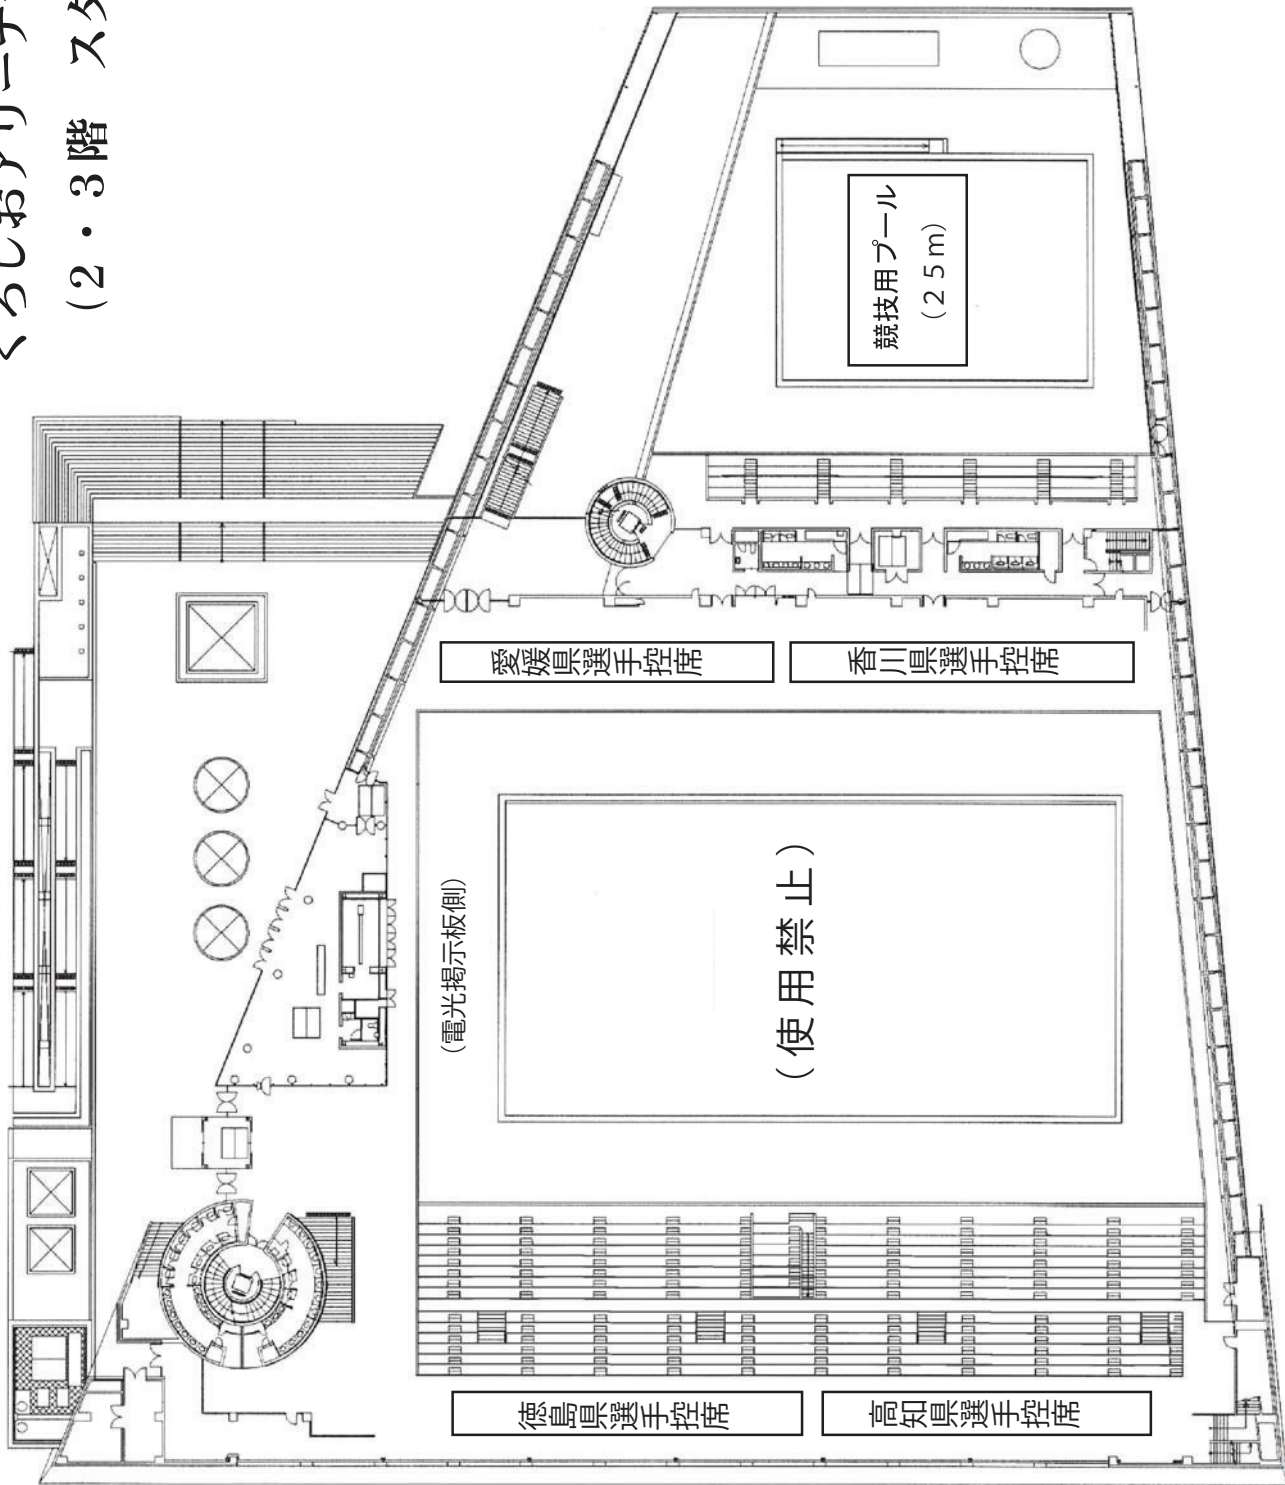 くろしおアリーナ
(2・3階 スタ
競技用プール
(25m)
愛媛県選手控席
香川県選手控席
(電光掲示板側)
(使用禁止)
徳島県選手控席
高知県選手控席